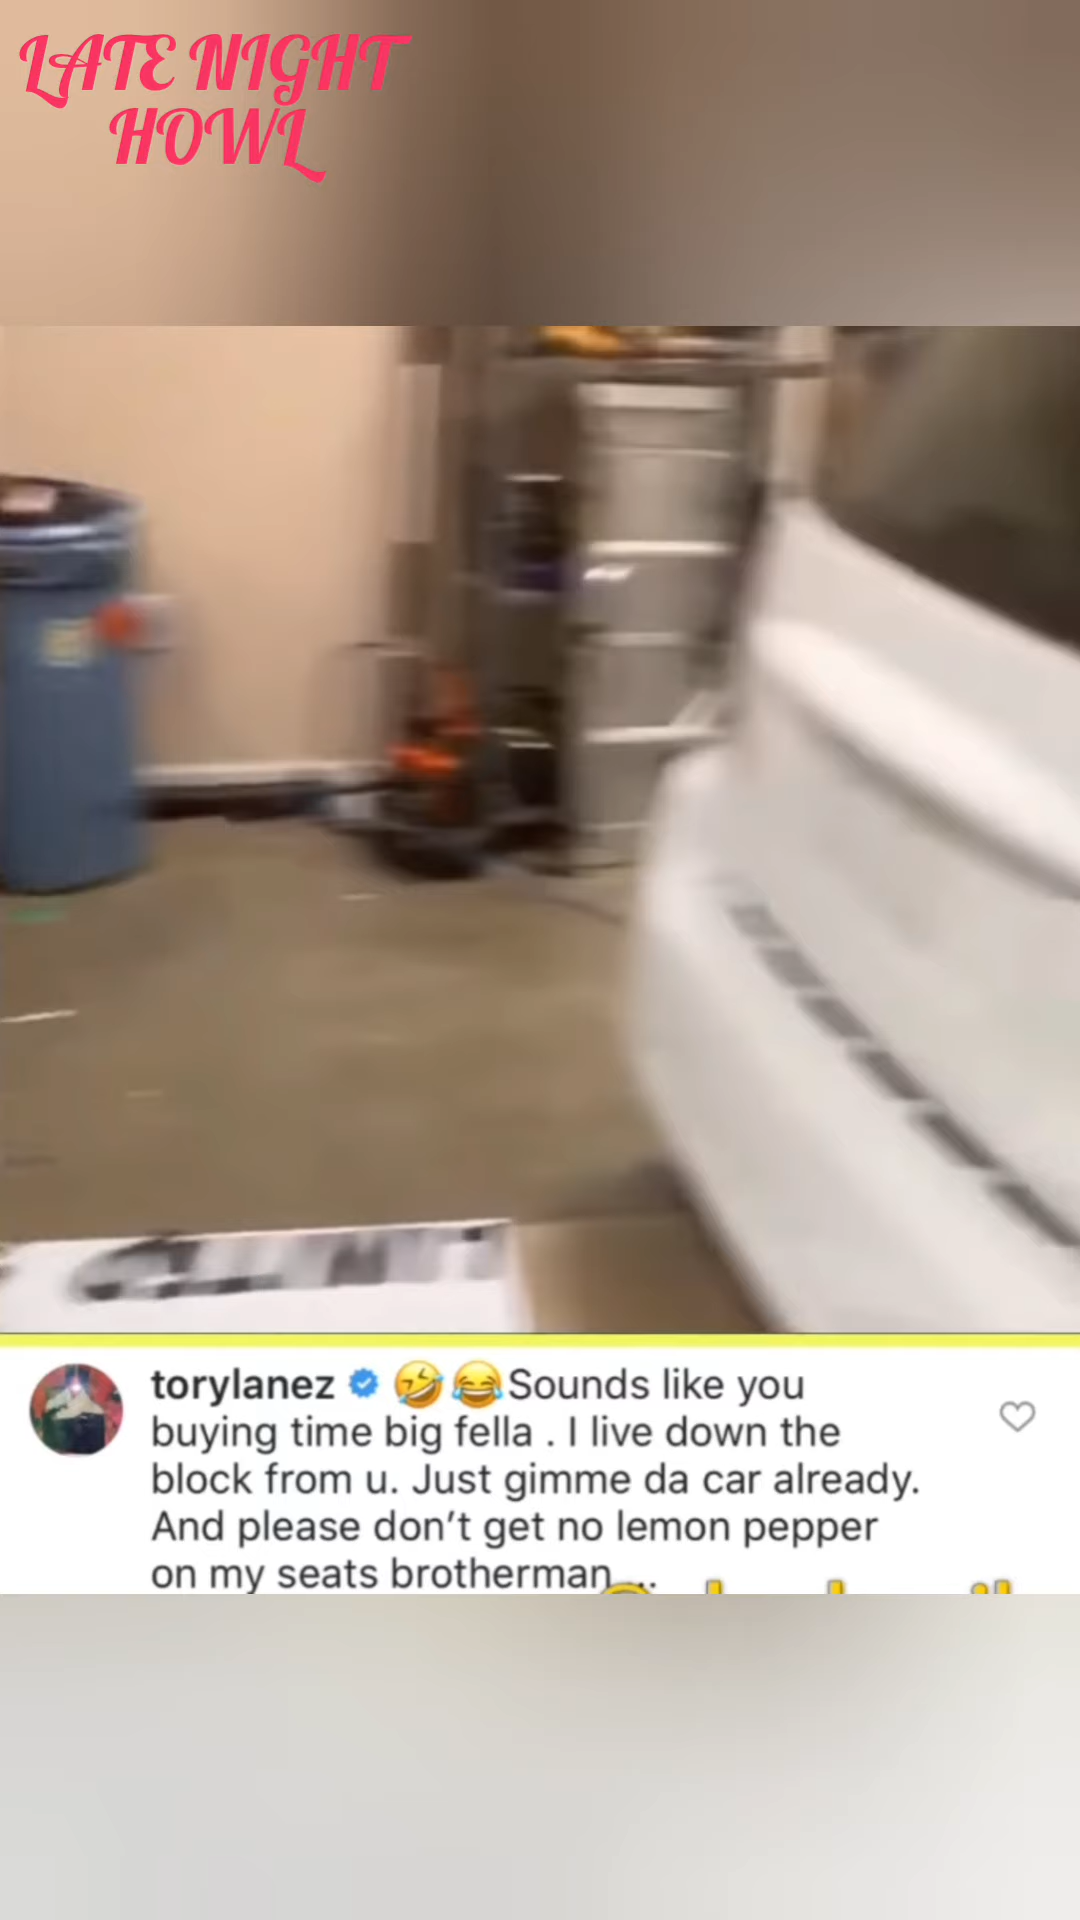 LATE NIGHT
HOWL
torylanez 🤣😂Sounds like you
buying time big fella . I live down the
block from u. Just gimme da car already.
And please don't get no lemon pepper
on my seats brotherman